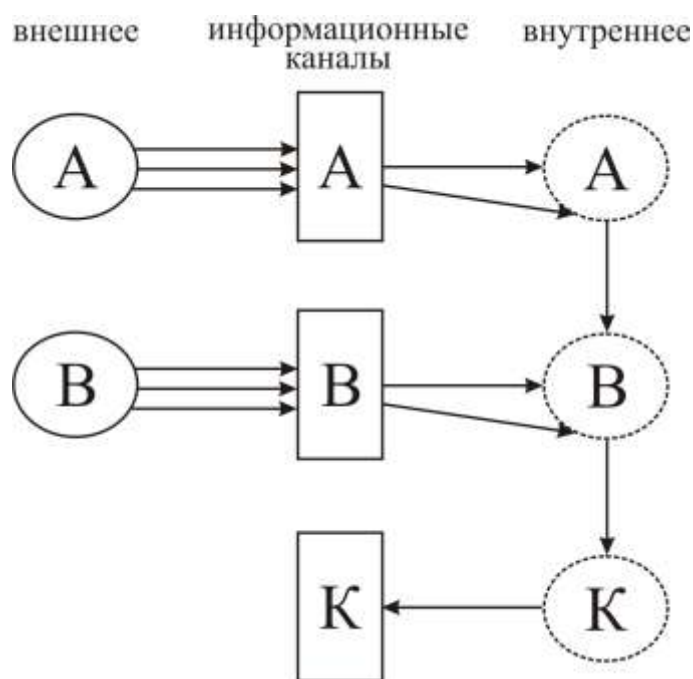 внешнее
информационные
каналы
внутреннее
А
А
А
В
В
В
К
К